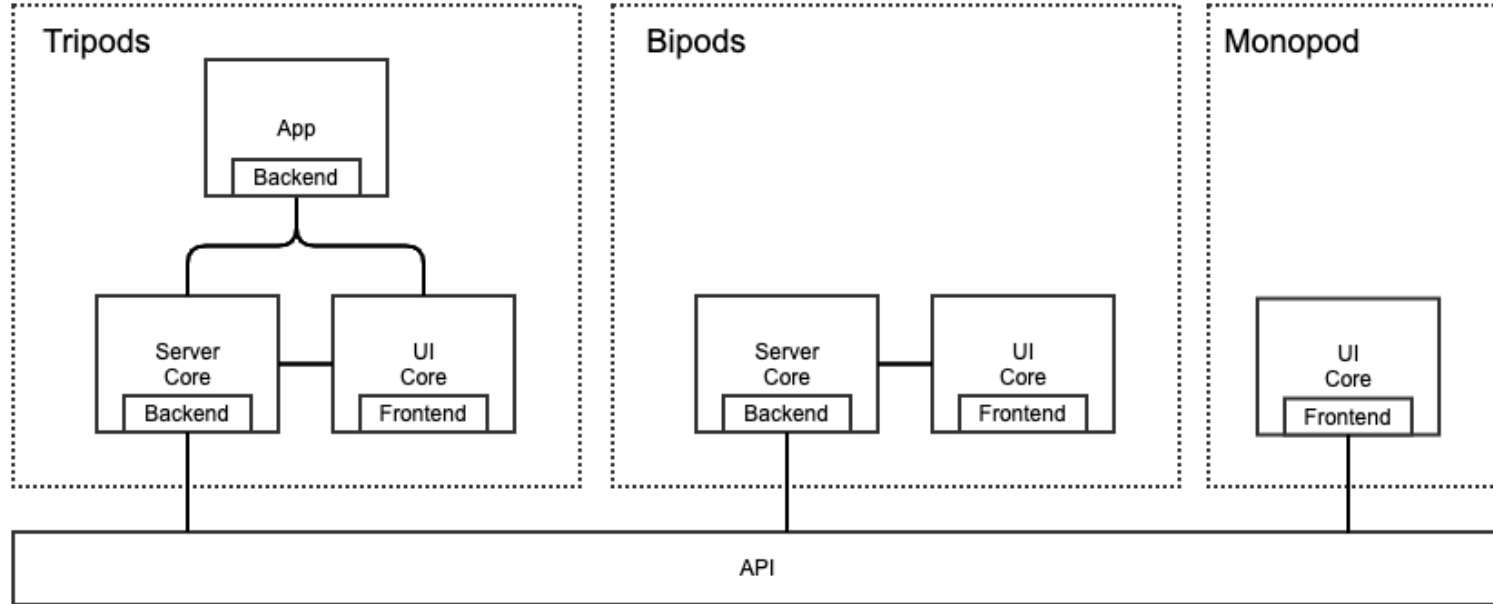 Tripods
App
Backend
Server
Core
Backend
UI
Core
Frontend
Bipods
Server
Core
Backend
UI
Core
Frontend
Monopod
UI
Core
Frontend
API